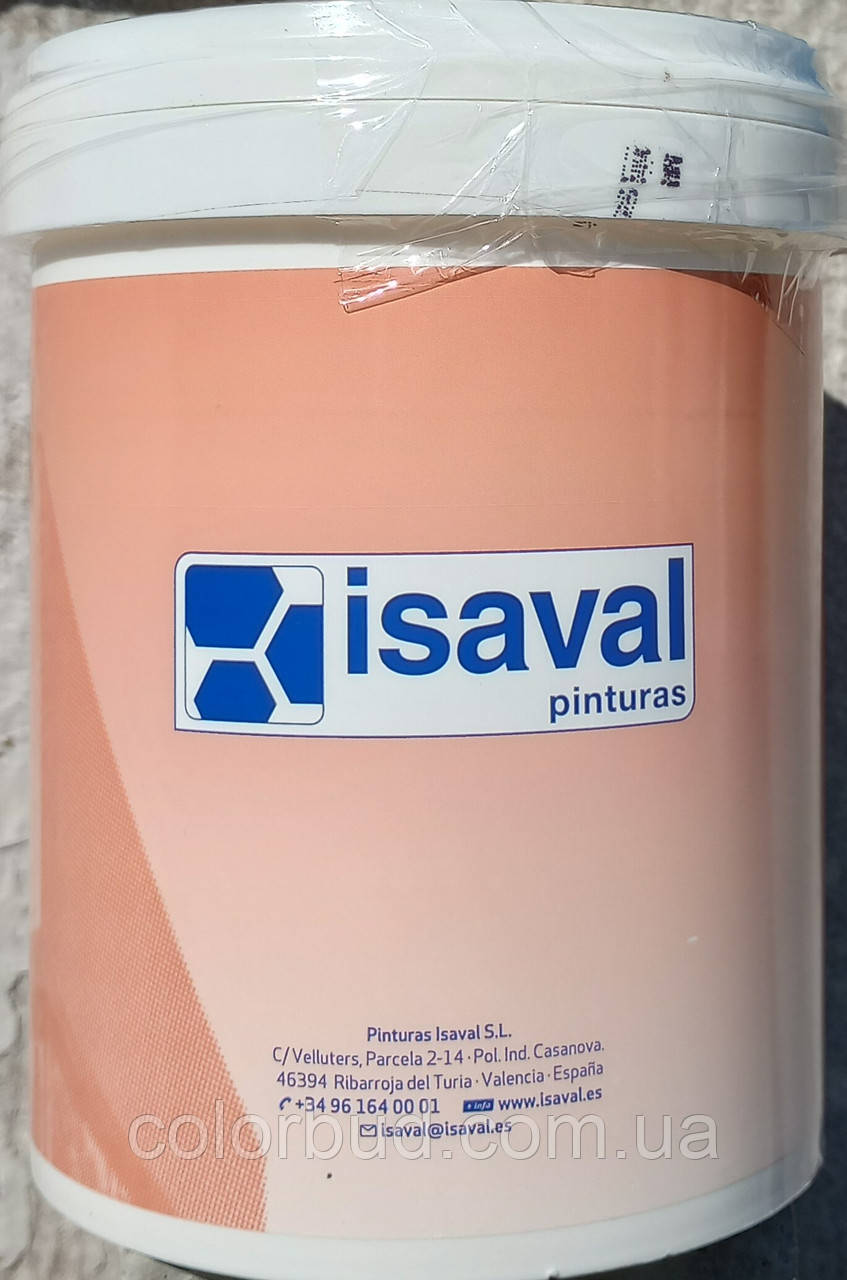 isaval
pinturas
Pinturas Isaval S.L.
C/Velluters, Parcela 2-14 · Pol. Ind. Casanova.
46394 Ribarroja del Turia · Valencia · España
+34 96 164 00 01 + info www.isaval.es
isaval@isaval.es
colorbud.com.ua